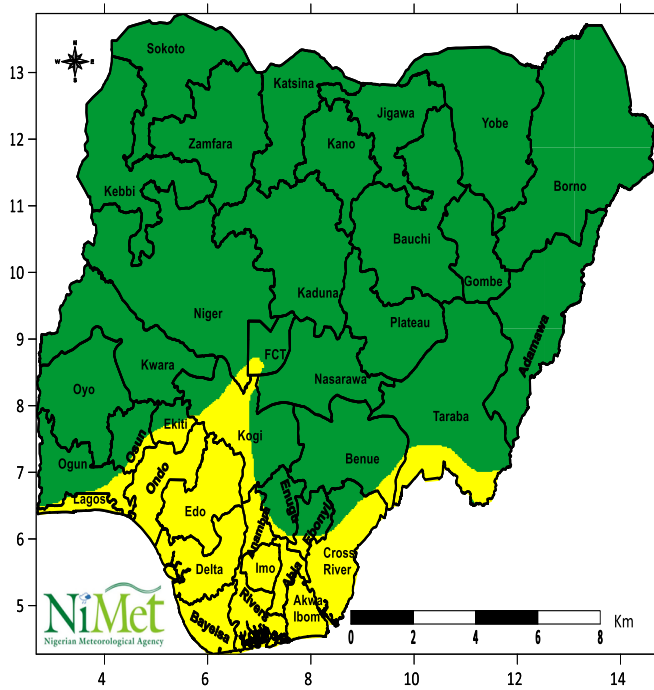 N
W E
S
13
12
11
10
9
8
7
6
5
Sokoto
Katsina
Jigawa
Yobe
Zamfara
Kano
Kebbi
Borno
Bauchi
Gombe
Kaduna
Niger
Plateau
Adamawa
FCT
Kwara
Nasarawa
Oyo
Taraba
Ekiti
Kogi
Osun
Benue
Ogun
Ondo
Enugu
Lagos
Edo
Anambra
Ebonyi
Cross
River
Delta
Imo
Abia
Akwa
Ibom
Rivers
Bayelsa
NiMet
Nigerian Meteorological Agency
Km
0 2 4 6 8
4 6 8 10 12 14